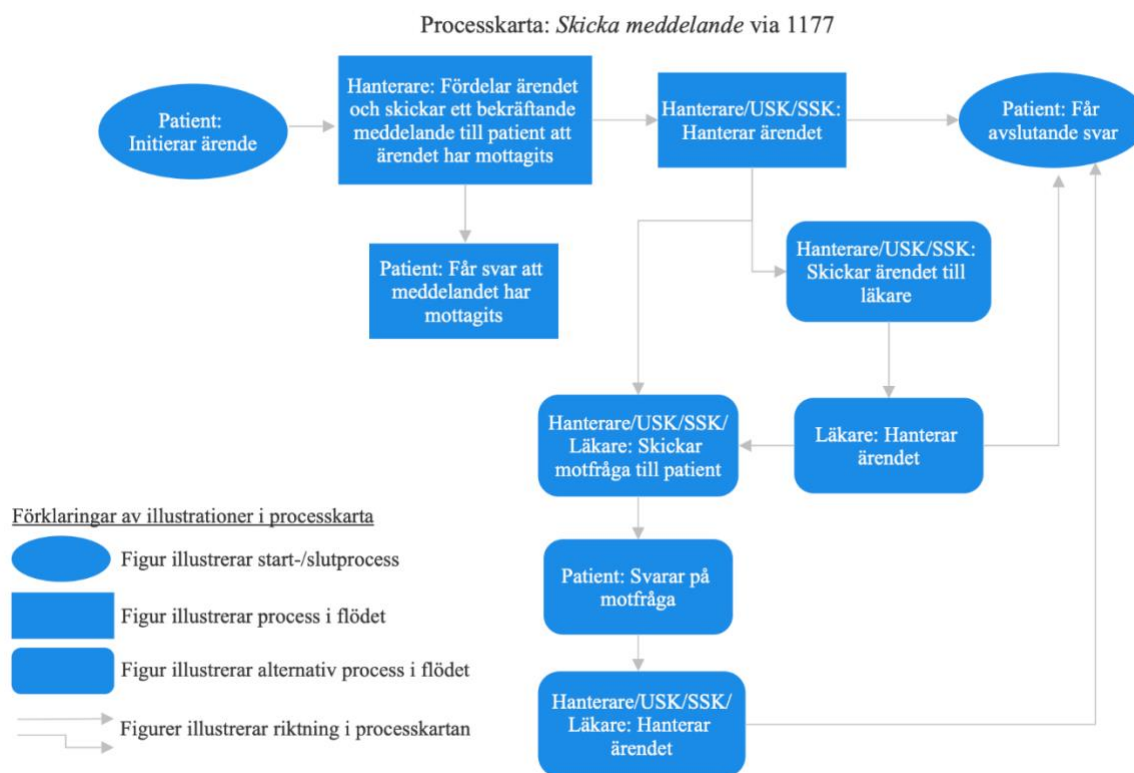 Processkarta: Skicka meddelande via 1177
Patient:
Initierar ärende
Hanterare: Fördelar ärendet
och skickar ett bekräftande
meddelande till patient att
ärendet har mottagits
Hanterare/USK/SSK:
Hanterar ärendet
Patient: Får
avslutande svar
Patient: Får svar att
meddelandet har
mottagits
Hanterare/USK/SSK:
Skickar ärendet till
läkare
Hanterare/USK/SSK/
Läkare: Skickar
motfråga till patient
Läkare: Hanterar
ärendet
Patient: Svarar på
motfråga
Hanterare/USK/SSK/
Läkare: Hanterar
ärendet
Förklaringar av illustrationer i processkarta
Figur illustrerar start-/slutprocess
Figur illustrerar process i flödet
Figur illustrerar alternativ process i flödet
Figurer illustrerar riktning i processkartan